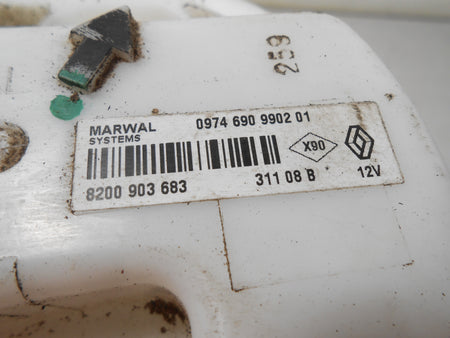 259
MARWAL 0974 690 9902 01
SYSTEMS
X90
8200 903 683 311 08 B 12V